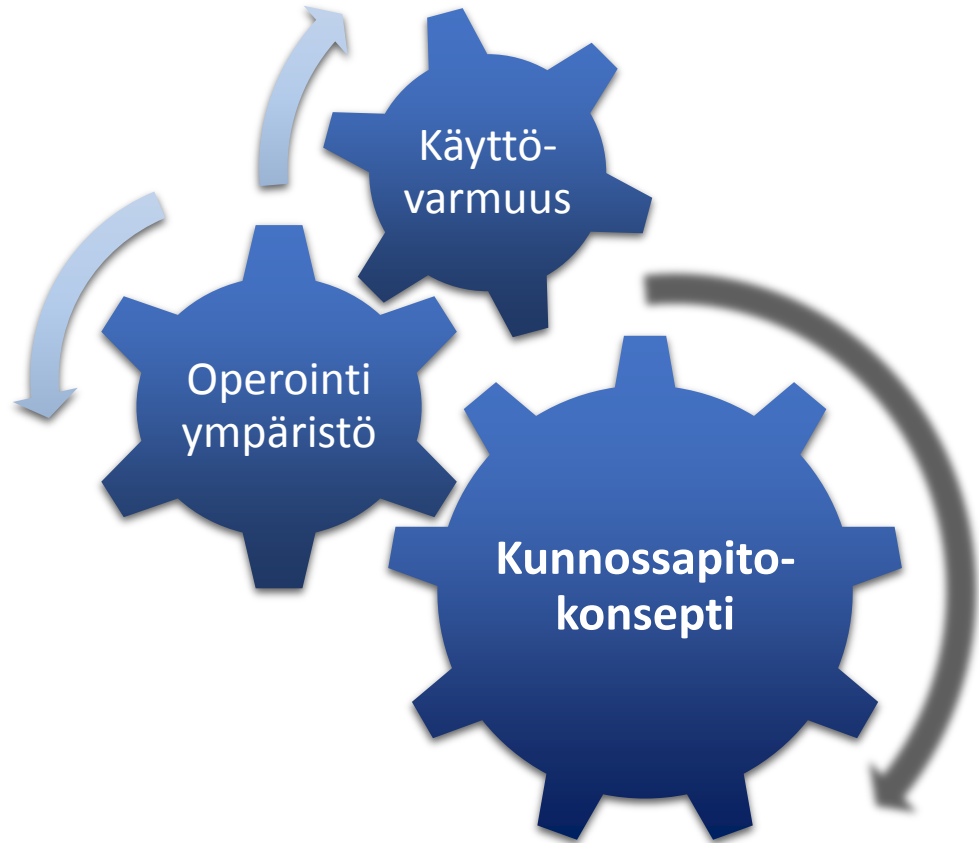 Käyttö-
varmuus
Operointi
ympäristö
Kunnossapito-
konsepti